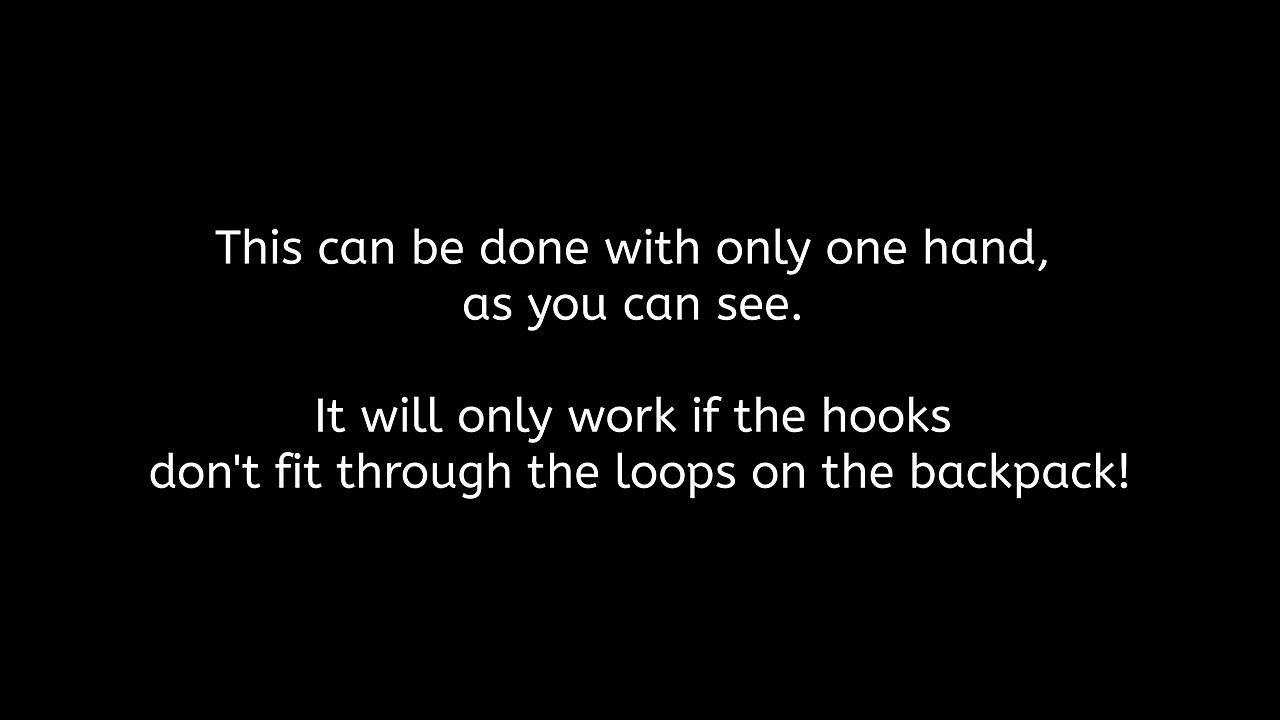 This can be done with only one hand,
as you can see.
It will only work if the hooks
don't fit through the loops on the backpack!